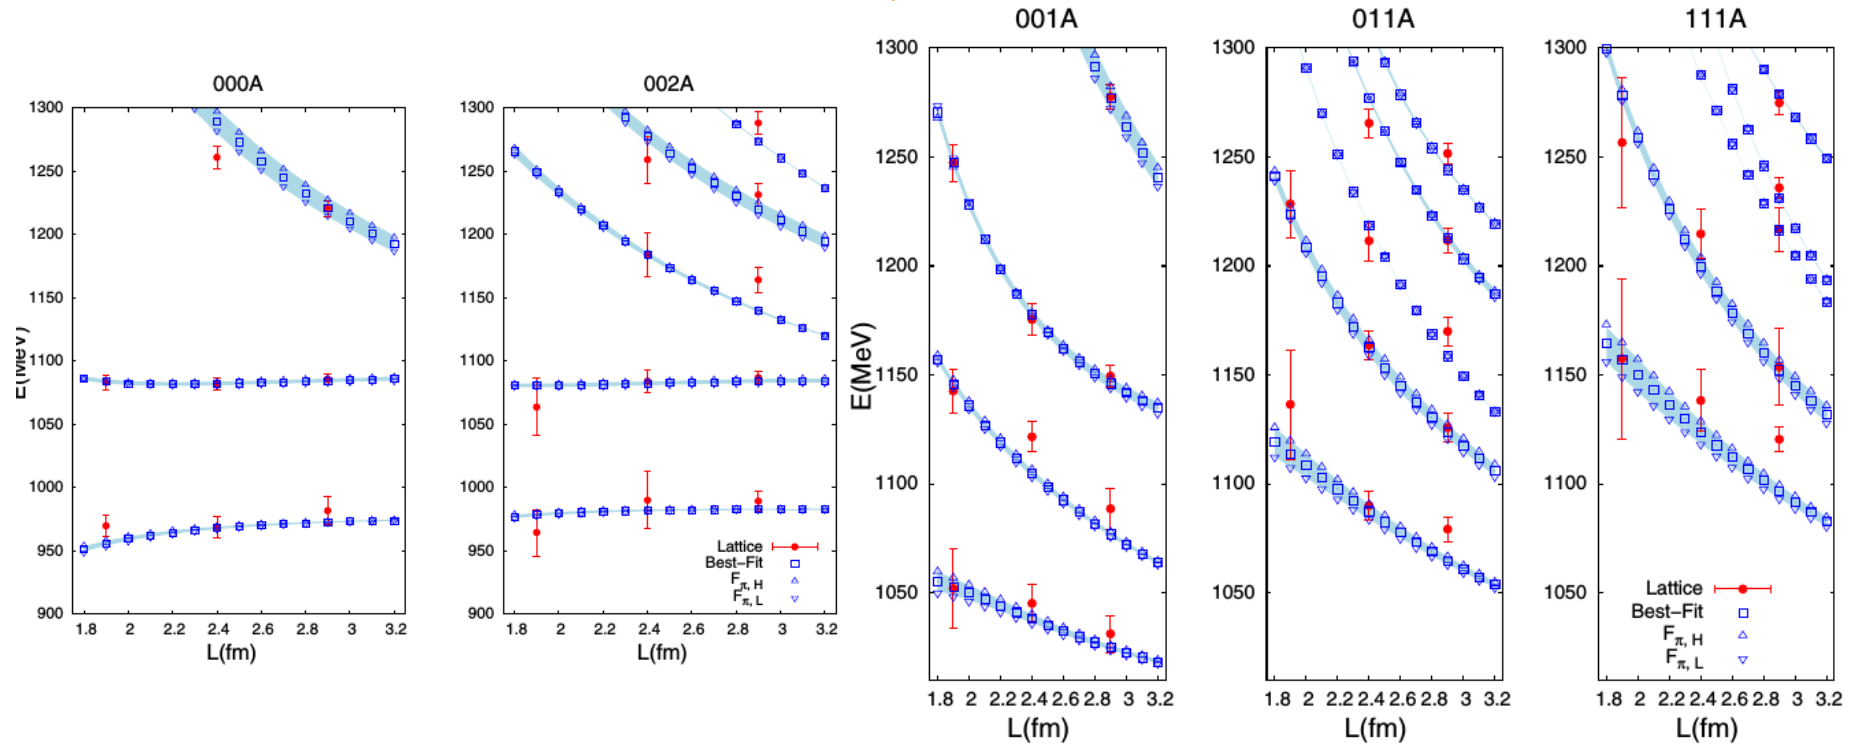 000A
1300
1250
1200
1150
1100
1050
1000
950
900
E(MeV)
1.8 2 2.2 2.4 2.6 2.8 3 3.2
L(fm)
002A
1300
1250
1200
1150
1100
1050
1000
950
900
Lattice
Best-Fit
Fπ, H
Fπ, L
1.8 2 2.2 2.4 2.6 2.8 3 3.2
L(fm)
001A
1300
1250
1200
1150
1100
1050
E(MeV)
1.8 2 2.2 2.4 2.6 2.8 3 3.2
L(fm)
011A
1300
1250
1200
1150
1100
1050
1.8 2 2.2 2.4 2.6 2.8 3 3.2
L(fm)
111A
1300
1250
1200
1150
1100
1050
Lattice
Best-Fit
Fπ, H
Fπ, L
1.8 2 2.2 2.4 2.6 2.8 3 3.2
L(fm)